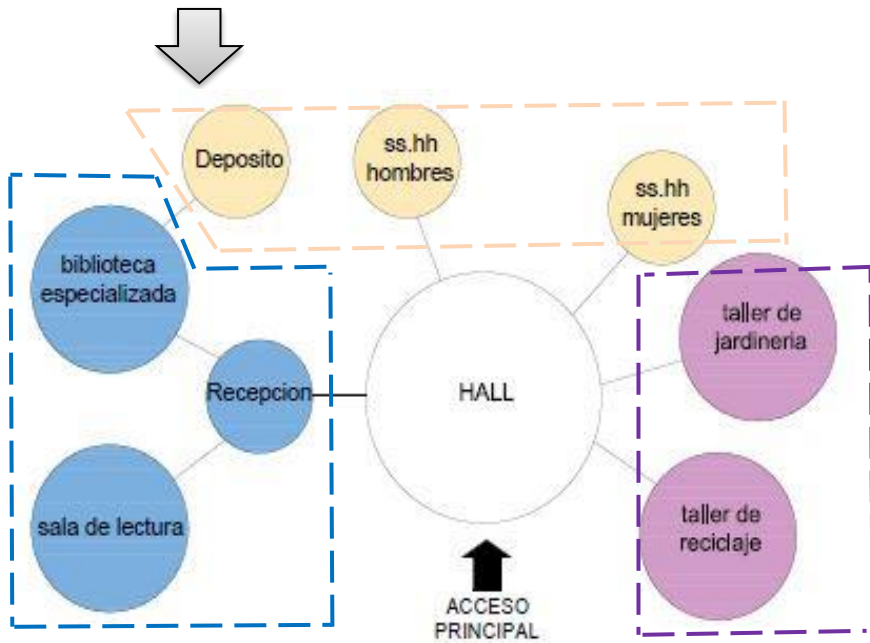 Deposito
ss.hh
hombres
ss.hh
mujeres
biblioteca
especializada
taller de
jardineria
Recepcion
HALL
sala de lectura
taller de
reciclaje
ACCESO
PRINCIPAL